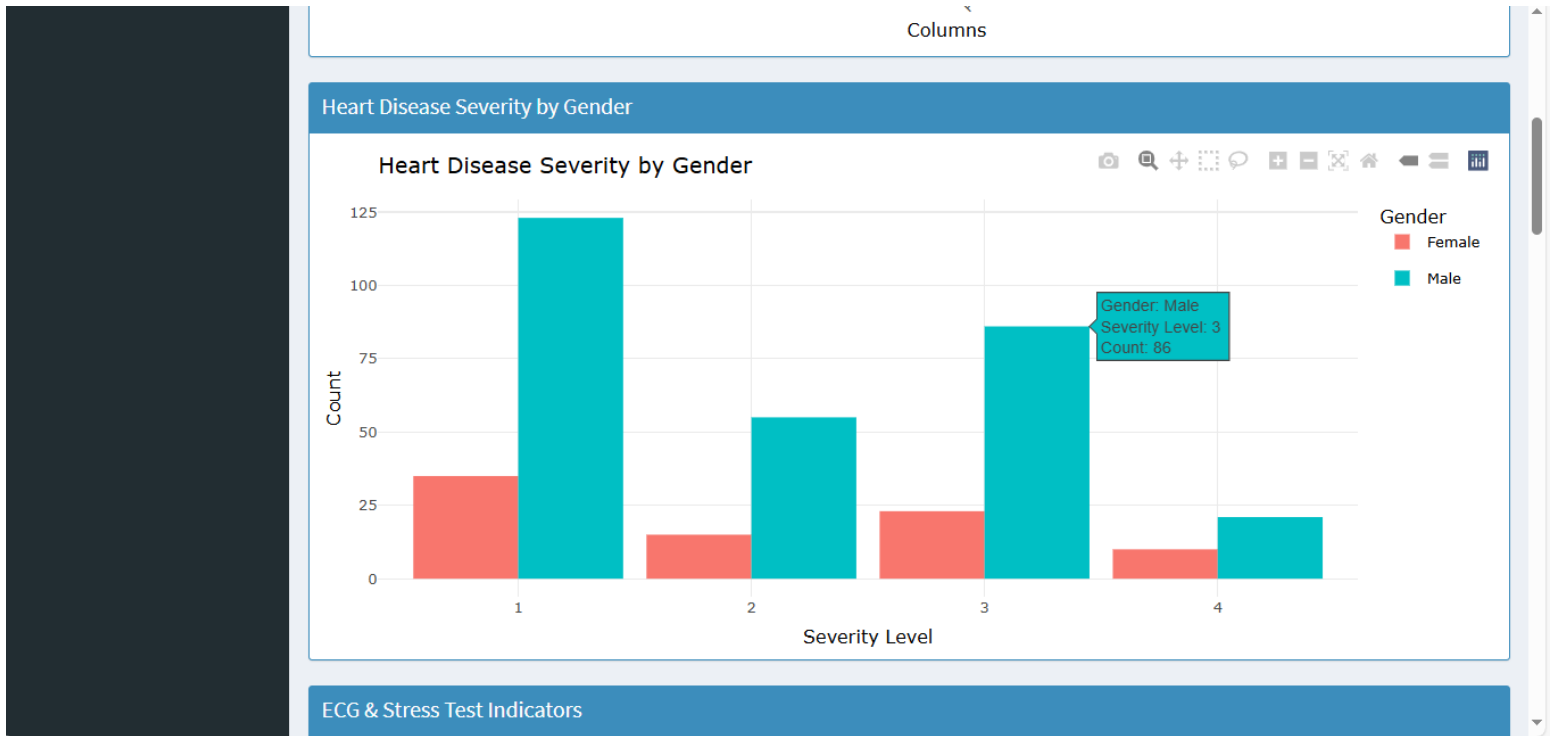 Columns
Heart Disease Severity by Gender
Heart Disease Severity by Gender
125
100
75
50
25
0
Count
1
2
3
4
Severity Level
Gender
Female
Male
Gender: Male
Severity Level: 3
Count: 86
ECG & Stress Test Indicators